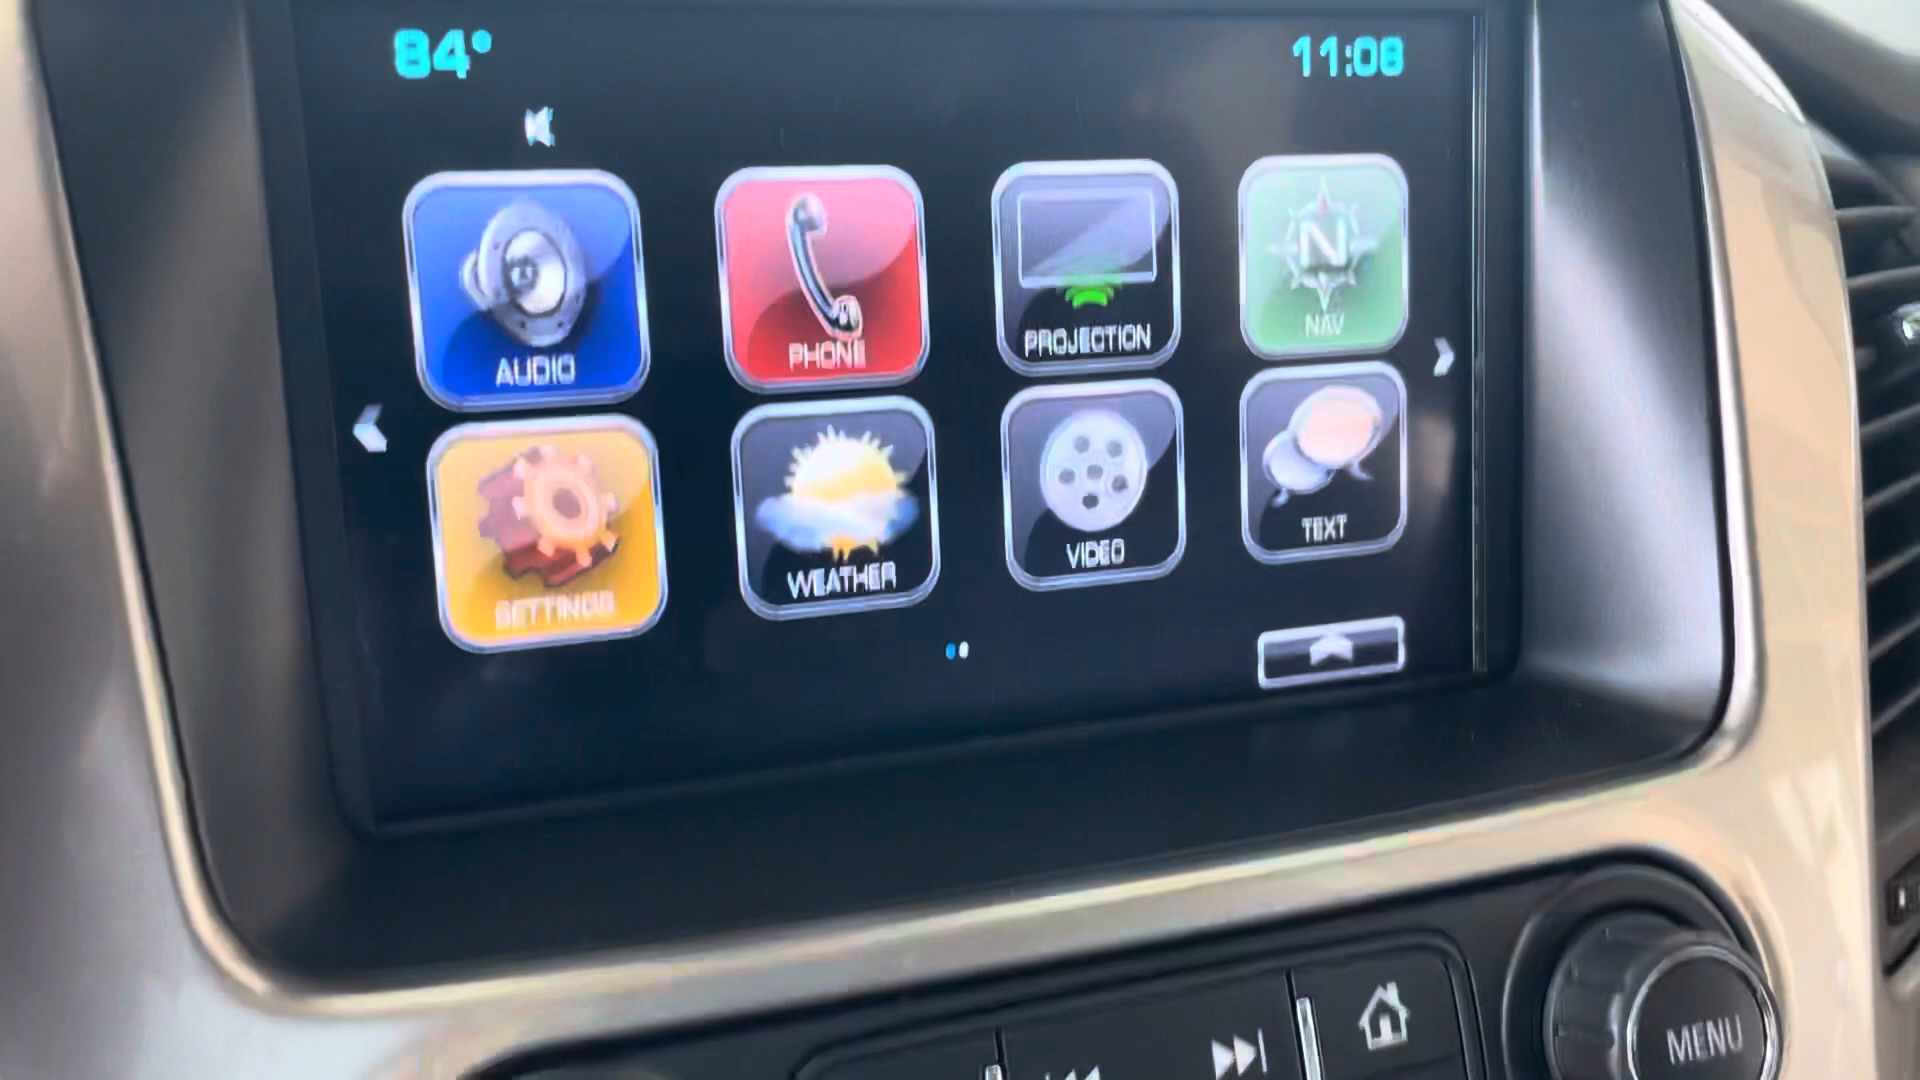 84° 11:08
AUDIO PHONE PROJECTION N NAV
SETTINGS WEATHER VIDEO TEXT
MENU